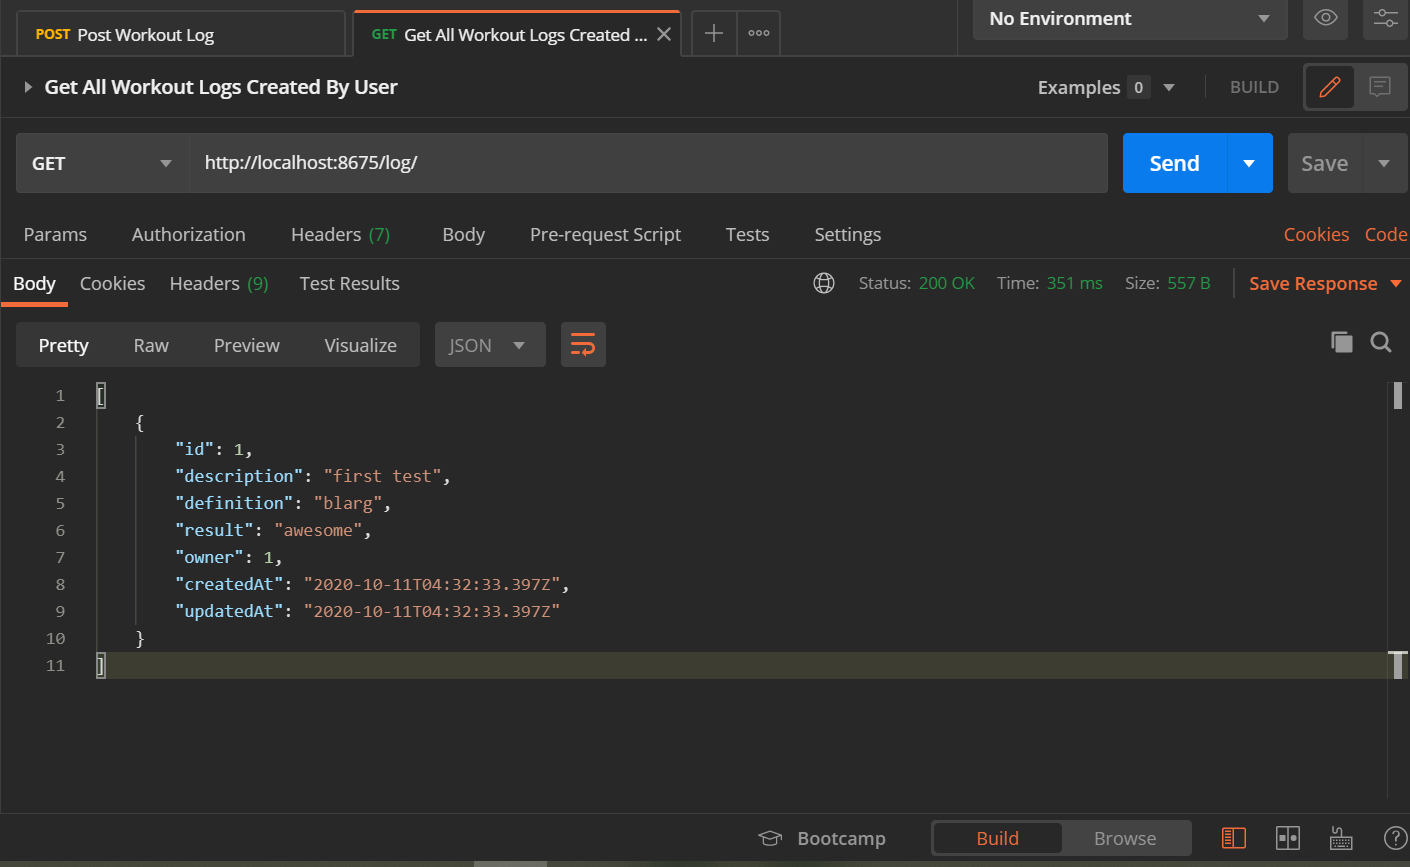 POST Post Workout Log
GET Get All Workout Logs Created ...
No Environment
Get All Workout Logs Created By User
Examples 0
BUILD
GET
http://localhost:8675/log/
Send
Save
Params Authorization Headers (7) Body Pre-request Script Tests Settings Cookies Code
Body Cookies Headers (9) Test Results Status: 200 OK Time: 351 ms Size: 557 B Save Response
Pretty Raw Preview Visualize JSON
1 [
2 {
3 "id": 1,
4 "description": "first test",
5 "definition": "blarg",
6 "result": "awesome",
7 "owner": 1,
8 "createdAt": "2020-10-11T04:32:33.397Z",
9 "updatedAt": "2020-10-11T04:32:33.397Z"
10 }
11 ]
Bootcamp Build Browse ?